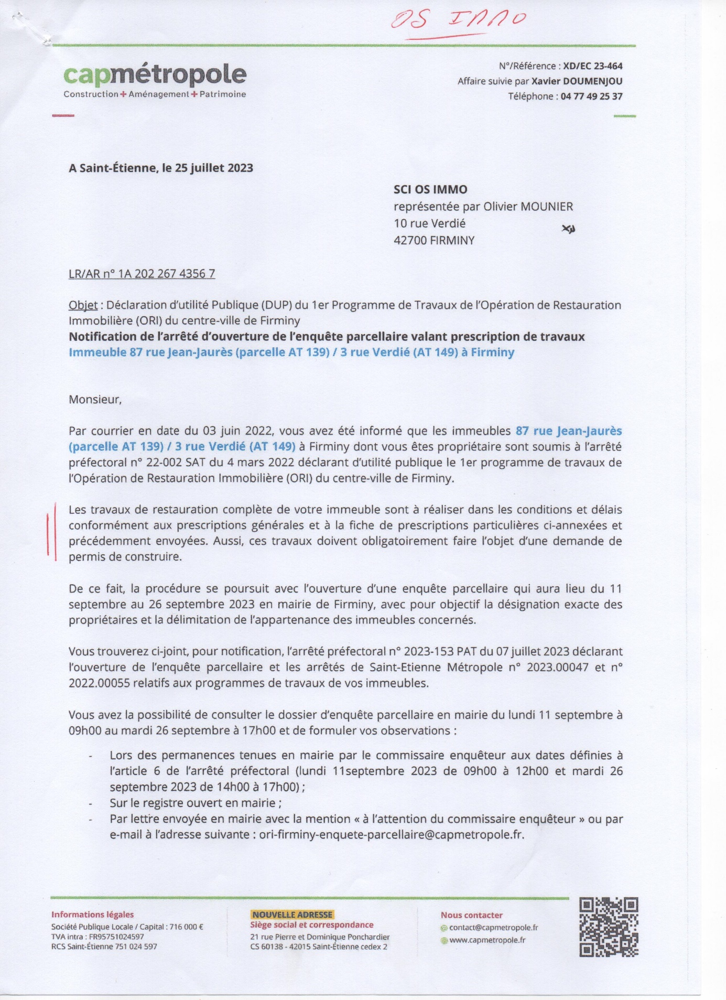 OS IMMO
capmétropole
Construction + Aménagement + Patrimoine
N°/Référence : XD/EC 23-464
Affaire suivie par Xavier DOUMENJOU
Téléphone : 04 77 49 25 37
A Saint-Étienne, le 25 juillet 2023
SCI OS IMMO
représentée par Olivier MOUNIER
10 rue Verdié
42700 FIRMINY
LR/AR n° 1A 202 267 4356 7
Objet : Déclaration d'utilité Publique (DUP) du 1er Programme de Travaux de l'Opération de Restauration
Immobilière (ORI) du centre-ville de Firminy
Notification de l'arrêté d'ouverture de l'enquête parcellaire valant prescription de travaux
Immeuble 87 rue Jean-Jaurès (parcelle AT 139) / 3 rue Verdié (AT 149) à Firminy
Monsieur,
Par courrier en date du 03 juin 2022, vous avez été informé que les immeubles 87 rue Jean-Jaurès
(parcelle AT 139) / 3 rue Verdié (AT 149) à Firminy dont vous êtes propriétaire sont soumis à l'arrêté
préfectoral n° 22-002 SAT du 4 mars 2022 déclarant d'utilité publique le 1er programme de travaux de
l'Opération de Restauration Immobilière (ORI) du centre-ville de Firminy.
Les travaux de restauration complète de votre immeuble sont à réaliser dans les conditions et délais
conformément aux prescriptions générales et à la fiche de prescriptions particulières ci-annexées et
précédemment envoyées. Aussi, ces travaux doivent obligatoirement faire l'objet d'une demande de
permis de construire.
De ce fait, la procédure se poursuit avec l'ouverture d'une enquête parcellaire qui aura lieu du 11
septembre au 26 septembre 2023 en mairie de Firminy, avec pour objectif la désignation exacte des
propriétaires et la délimitation de l'appartenance des immeubles concernés.
Vous trouverez ci-joint, pour notification, l'arrêté préfectoral n° 2023-153 PAT du 07 juillet 2023 déclarant
l'ouverture de l'enquête parcellaire et les arrêtés de Saint-Etienne Métropole n° 2023.00047 et n°
2022.00055 relatifs aux programmes de travaux de vos immeubles.
Vous avez la possibilité de consulter le dossier d'enquête parcellaire en mairie du lundi 11 septembre à
09h00 au mardi 26 septembre à 17h00 et de formuler vos observations :
- Lors des permanences tenues en mairie par le commissaire enquêteur aux dates définies à
l'article 6 de l'arrêté préfectoral (lundi 11septembre 2023 de 09h00 à 12h00 et mardi 26
septembre 2023 de 14h00 à 17h00) ;
- Sur le registre ouvert en mairie ;
- Par lettre envoyée en mairie avec la mention « à l'attention du commissaire enquêteur » ou par
e-mail à l'adresse suivante : ori-firminy-enquete-parcellaire@capmetropole.fr.
Informations légales
Société Publique Locale / Capital : 716 000 €
TVA intra : FR95751024597
RCS Saint-Étienne 751 024 597
NOUVELLE ADRESSE
Siège social et correspondance
21 rue Pierre et Dominique Ponchardier
CS 60138 - 42015 Saint-Étienne cedex 2
Nous contacter
@ contact@capmetropole.fr
www.capmetropole.fr